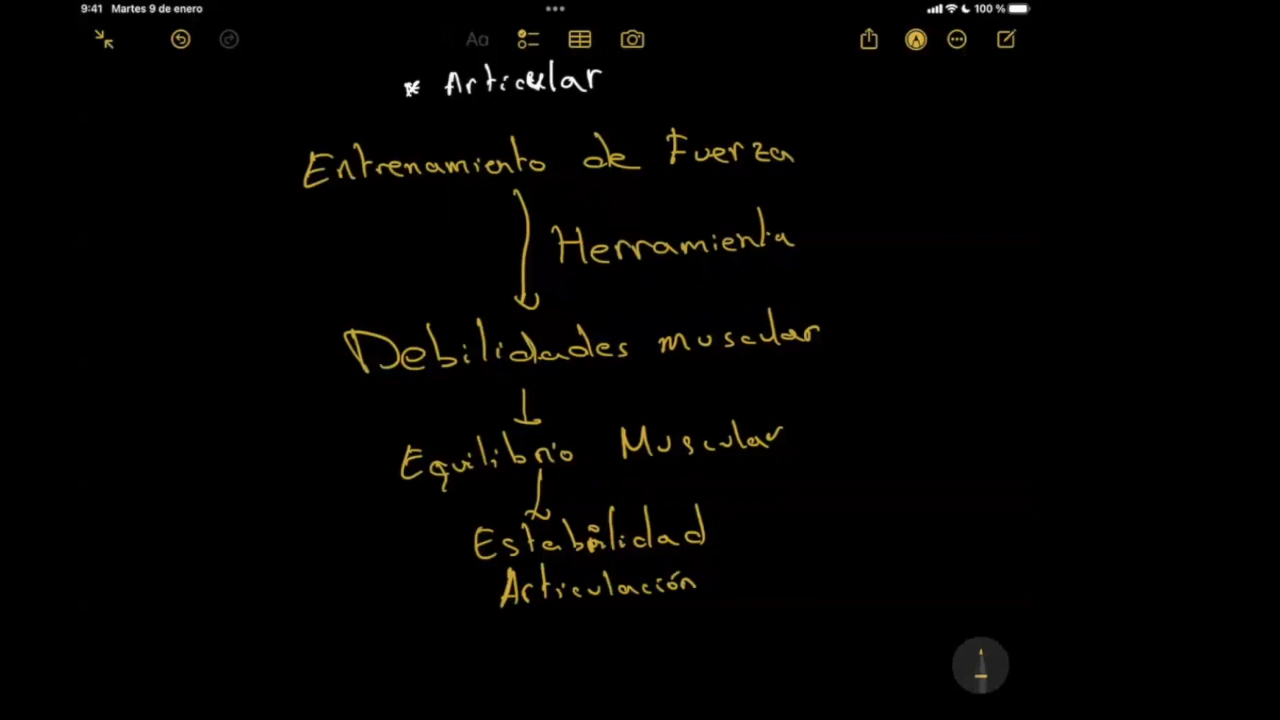 9:41 Martes 9 de enero
100 %
Aa
* Articular
Entrenamiento de Fuerza
Herramienta
Debilidades muscular
Equilibrio Muscular
Estabilidad
Articulación